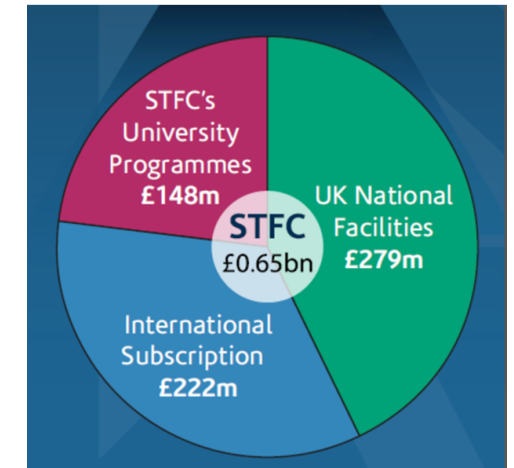 STFC's
University
Programmes
£148m
UK National
Facilities
£279m
STFC
£0.65bn
International
Subscription
£222m